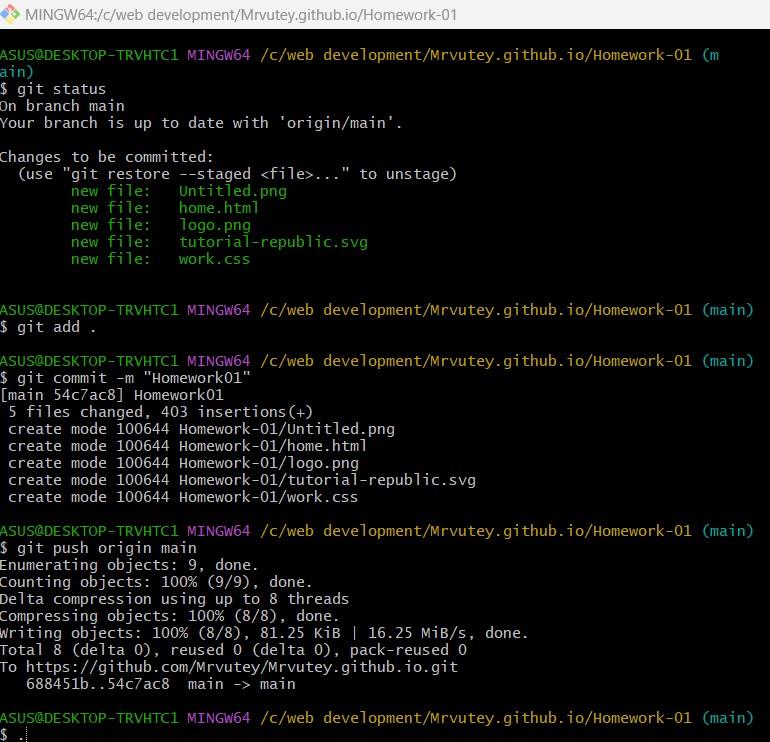 MINGW64:/c/web development/Mrvutey.github.io/Homework-01
ASUS@DESKTOP-TRVHTC1 MINGW64 /c/web development/Mrvutey.github.io/Homework-01 (m
ain)
$ git status
On branch main
Your branch is up to date with 'origin/main'.
Changes to be committed:
  (use "git restore --staged <file>..." to unstage)
        new file:   Untitled.png
        new file:   home.html
        new file:   logo.png
        new file:   tutorial-republic.svg
        new file:   work.css
ASUS@DESKTOP-TRVHTC1 MINGW64 /c/web development/Mrvutey.github.io/Homework-01 (main)
$ git add .
ASUS@DESKTOP-TRVHTC1 MINGW64 /c/web development/Mrvutey.github.io/Homework-01 (main)
$ git commit -m "Homework01"
[main 54c7ac8] Homework01
 5 files changed, 403 insertions(+)
 create mode 100644 Homework-01/Untitled.png
 create mode 100644 Homework-01/home.html
 create mode 100644 Homework-01/logo.png
 create mode 100644 Homework-01/tutorial-republic.svg
 create mode 100644 Homework-01/work.css
ASUS@DESKTOP-TRVHTC1 MINGW64 /c/web development/Mrvutey.github.io/Homework-01 (main)
$ git push origin main
Enumerating objects: 9, done.
Counting objects: 100% (9/9), done.
Delta compression using up to 8 threads
Compressing objects: 100% (8/8), done.
Writing objects: 100% (8/8), 81.25 KiB | 16.25 MiB/s, done.
Total 8 (delta 0), reused 0 (delta 0), pack-reused 0
To https://github.com/Mrvutey/Mrvutey.github.io.git
   688451b..54c7ac8  main -> main
ASUS@DESKTOP-TRVHTC1 MINGW64 /c/web development/Mrvutey.github.io/Homework-01 (main)
$ .